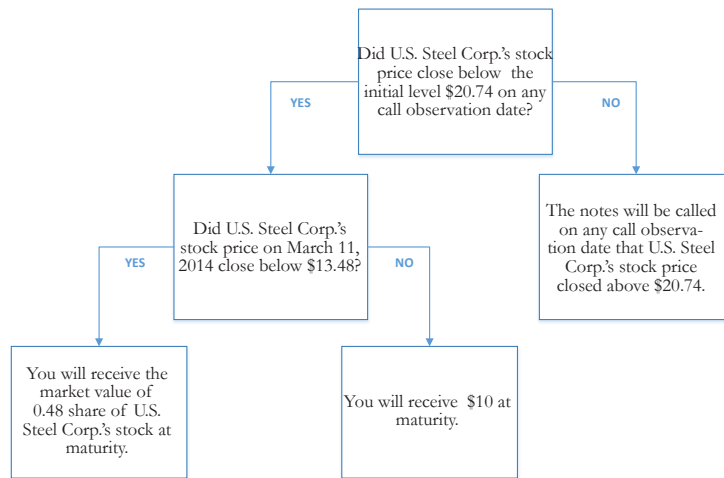 Did U.S. Steel Corp.'s stock
price close below the
initial level $20.74 on any
call observation date?
YES
NO
Did U.S. Steel Corp.'s
stock price on March 11,
2014 close below $13.48?
The notes will be called
on any call observa-
tion date that U.S. Steel
Corp.'s stock price
closed above $20.74.
YES
NO
You will receive the
market value of
0.48 share of U.S.
Steel Corp.'s stock at
maturity.
You will receive $10 at
maturity.